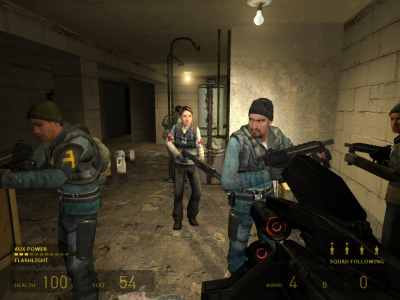 AUX POWER
FLASHLIGHT
HEALTH 100 SUIT 54
SQUAD FOLLOWING
AMMO 4 0